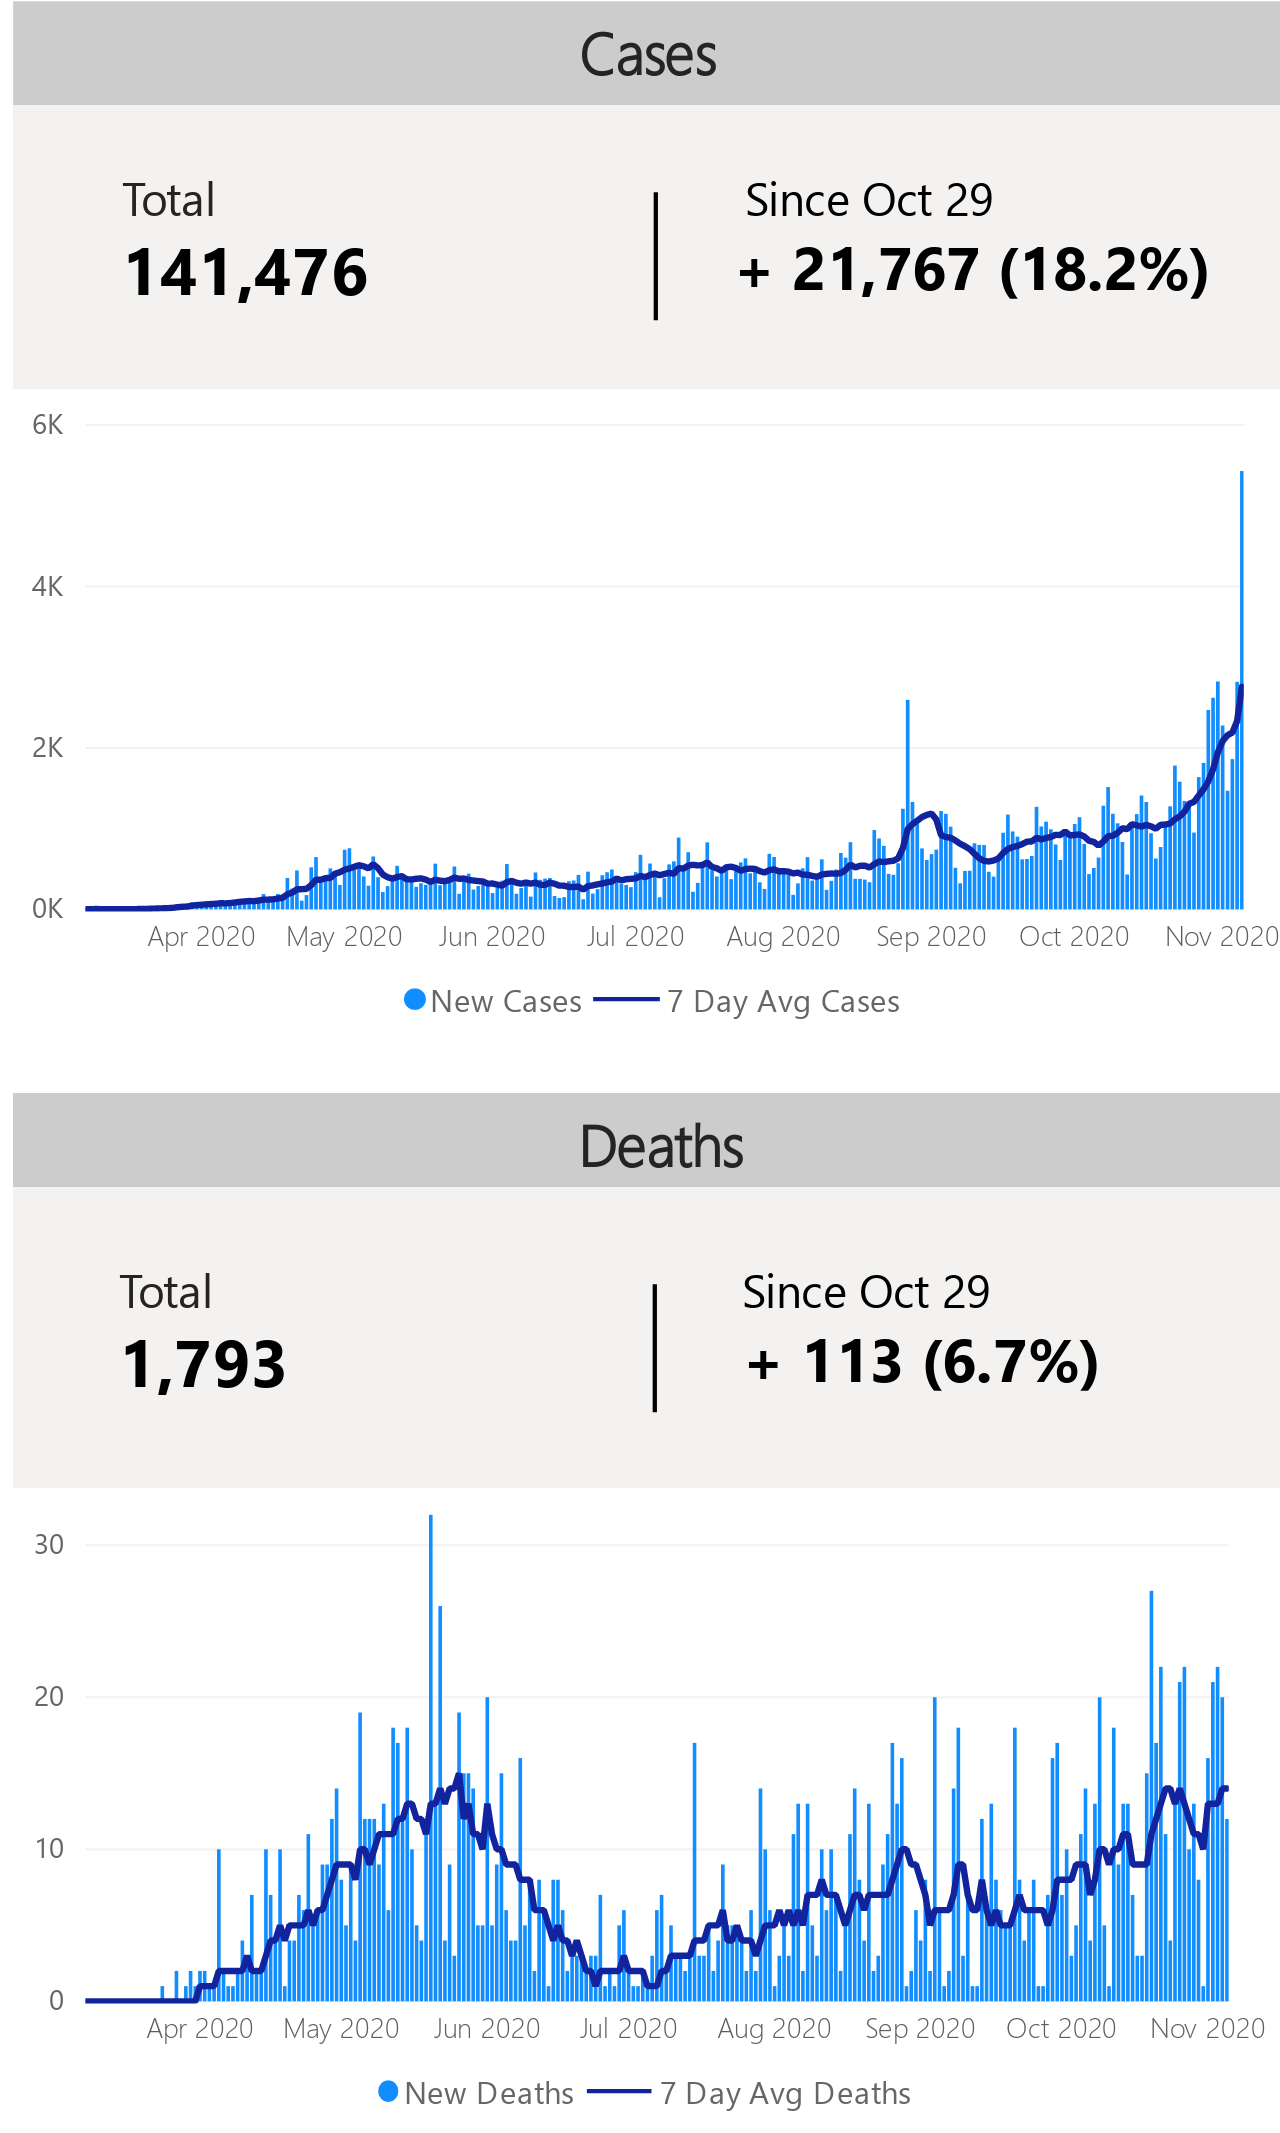 Cases
Total
Since Oct 29
141,476
+ 21,767 (18.2%)
6K
4K
2K
0K
Apr 2020 May 2020 Jun 2020 Jul 2020 Aug 2020 Sep 2020 Oct 2020 Nov 2020
New Cases 7 Day Avg Cases
Deaths
Total
Since Oct 29
1,793
+ 113 (6.7%)
30
20
10
0
Apr 2020 May 2020 Jun 2020 Jul 2020 Aug 2020 Sep 2020 Oct 2020 Nov 2020
New Deaths 7 Day Avg Deaths